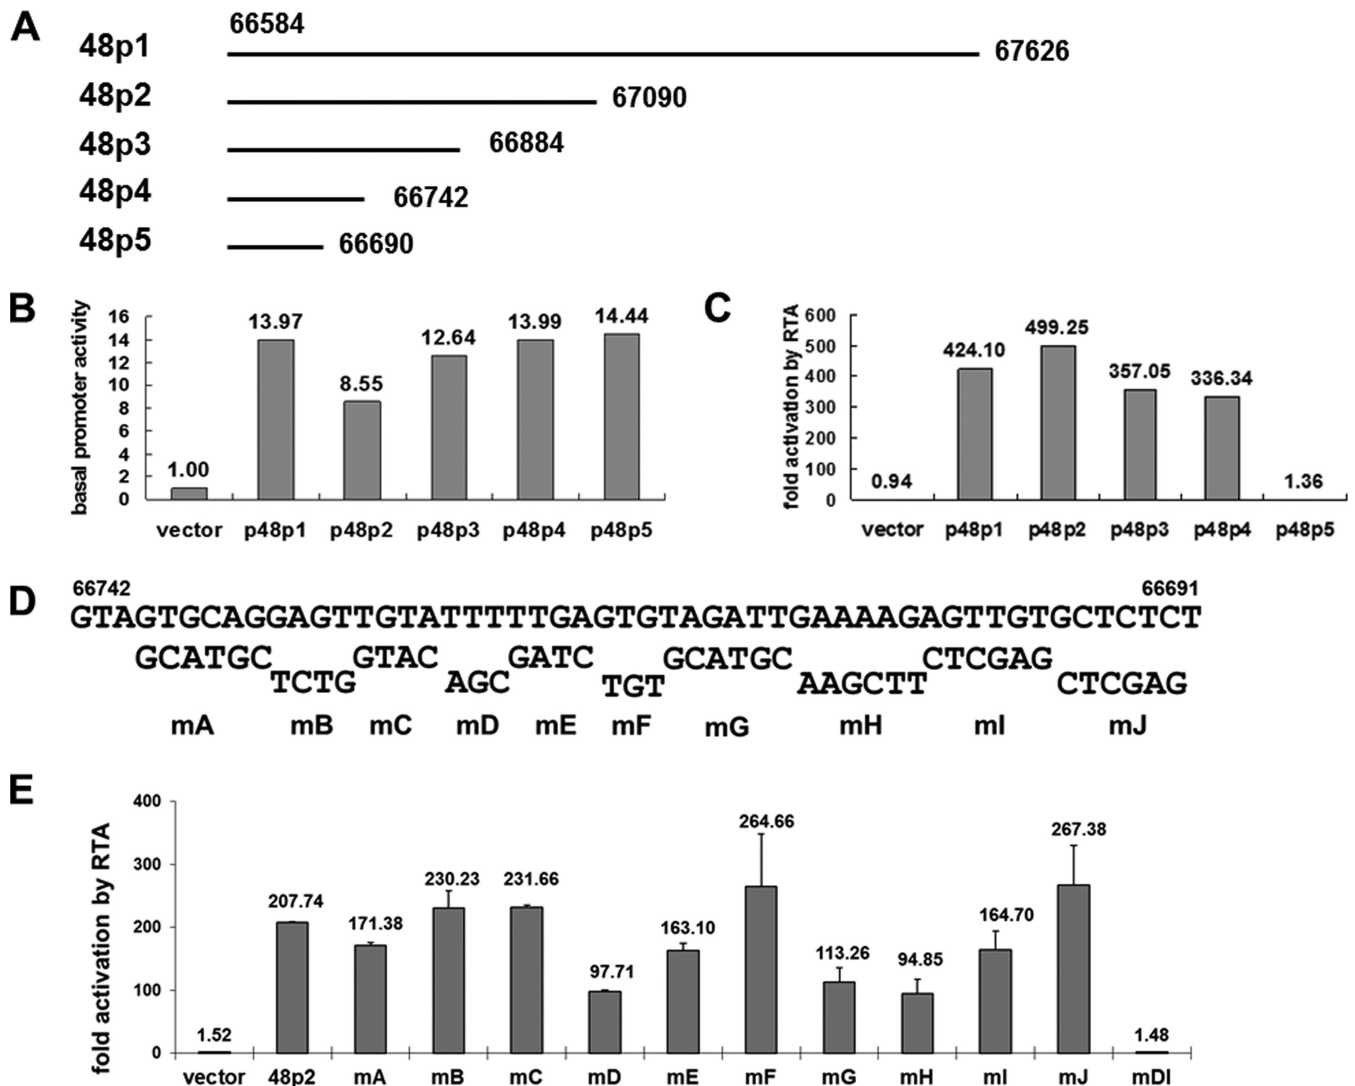 A
66584
48p1
67626
48p2
67090
48p3
66884
48p4
66742
48p5
66690
B
basal promoter activity
16
14
12
10
8
6
4
2
0
1.00
13.97
8.55
12.64
13.99
14.44
vector p48p1 p48p2 p48p3 p48p4 p48p5
C
fold activation by RTA
600
500
400
300
200
100
0
0.94
424.10
499.25
357.05
336.34
1.36
vector p48p1 p48p2 p48p3 p48p4 p48p5
D
66742 66691
GTAGTGCAGGAGTTGTATTTTTGAGTGTAGATTGAAAAGAGTTGTGCTCTCT
GCATGC GTAC GATC GCATGC CTCGAG
TCTG AGC TGT AAGCTT CTCGAG
mA mB mC mD mE mF mG mH mI mJ
E
fold activation by RTA
400
300
200
100
0
1.52
207.74
171.38
230.23
231.66
97.71
163.10
264.66
113.26
94.85
164.70
267.38
1.48
vector 48p2 mA mB mC mD mE mF mG mH mI mJ mDI